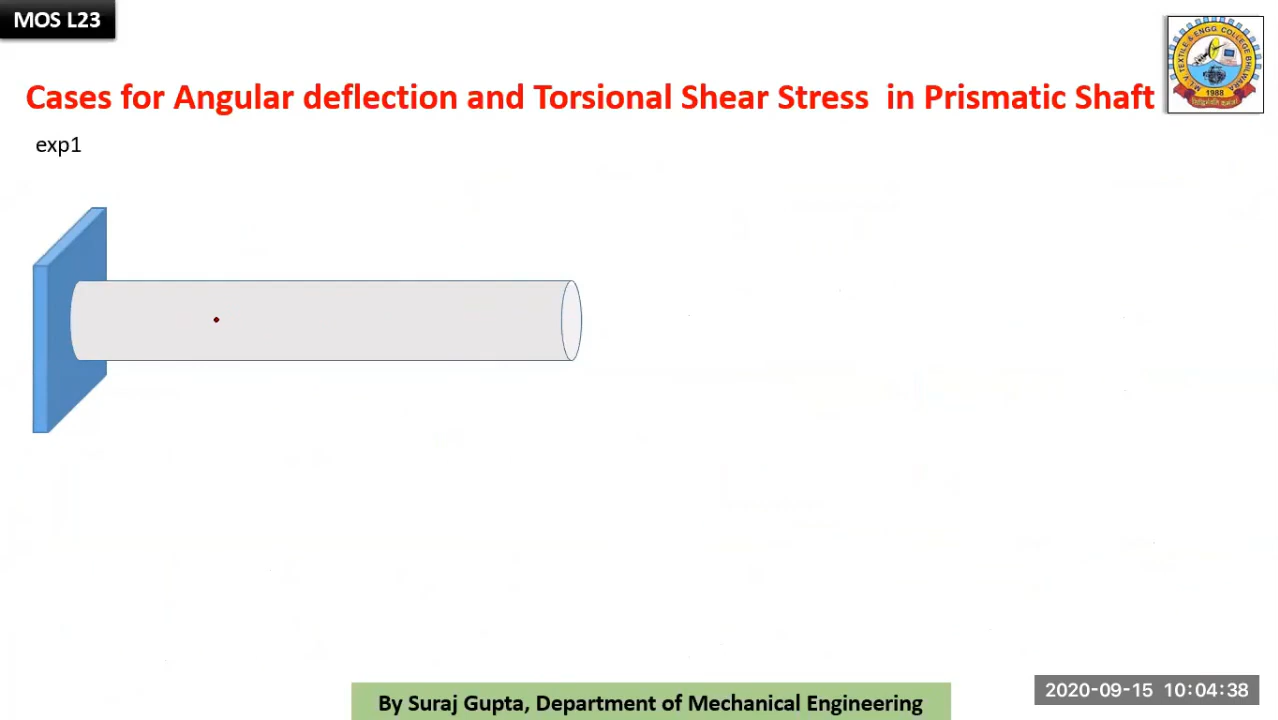 MOS L23
Cases for Angular deflection and Torsional Shear Stress in Prismatic Shaft
exp1
1988
By Suraj Gupta, Department of Mechanical Engineering
2020-09-15 10:04:38